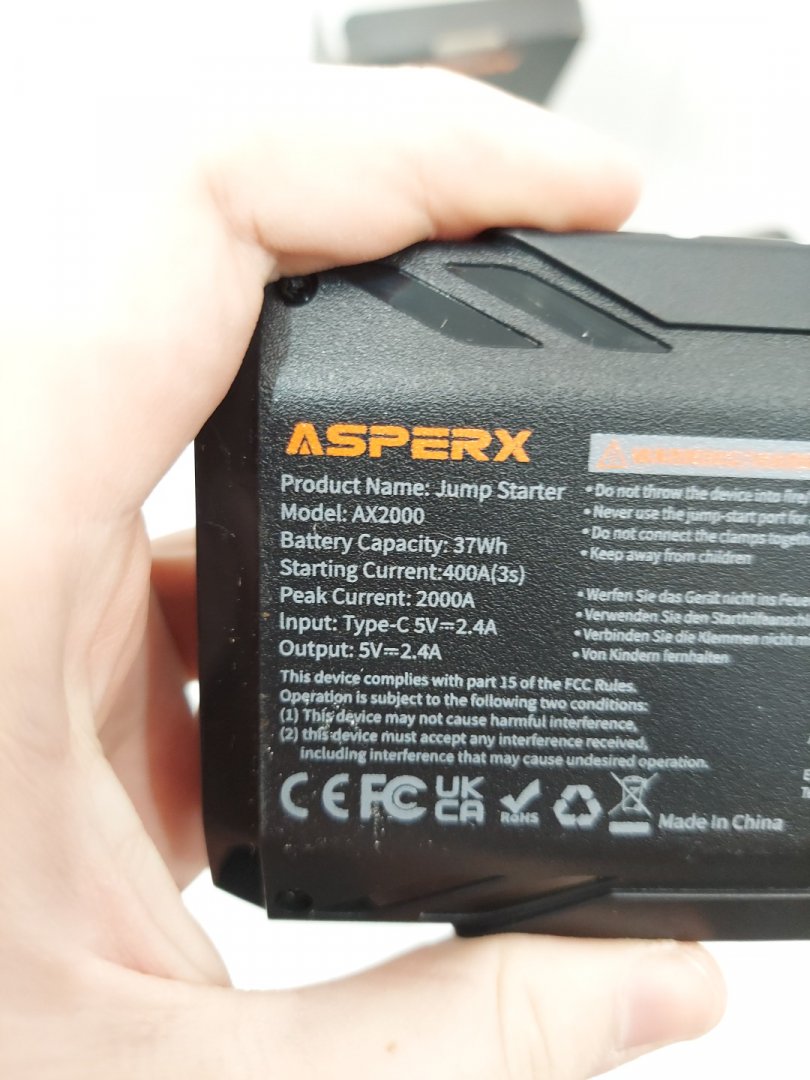 ASPERX
Product Name: Jump Starter
Model: AX2000
Battery Capacity: 37Wh
Starting Current:400A(3s)
Peak Current: 2000A
Input: Type-C 5V⎓2.4A
Output: 5V⎓2.4A
This device complies with part 15 of the FCC Rules.
Operation is subject to the following two conditions:
(1) This device may not cause harmful interference,
(2) this device must accept any interference received,
including interference that may cause undesired operation.
CE FC UK CA RoHS Made In China
• Do not throw the device into fire
• Never use the jump-start port
• Do not connect the clamps
• Keep away from children
• Werfen Sie das Gerät nicht ins
• Verwenden Sie den
• Verbinden Sie die Klemmen nicht
• Von Kindern fernhalten